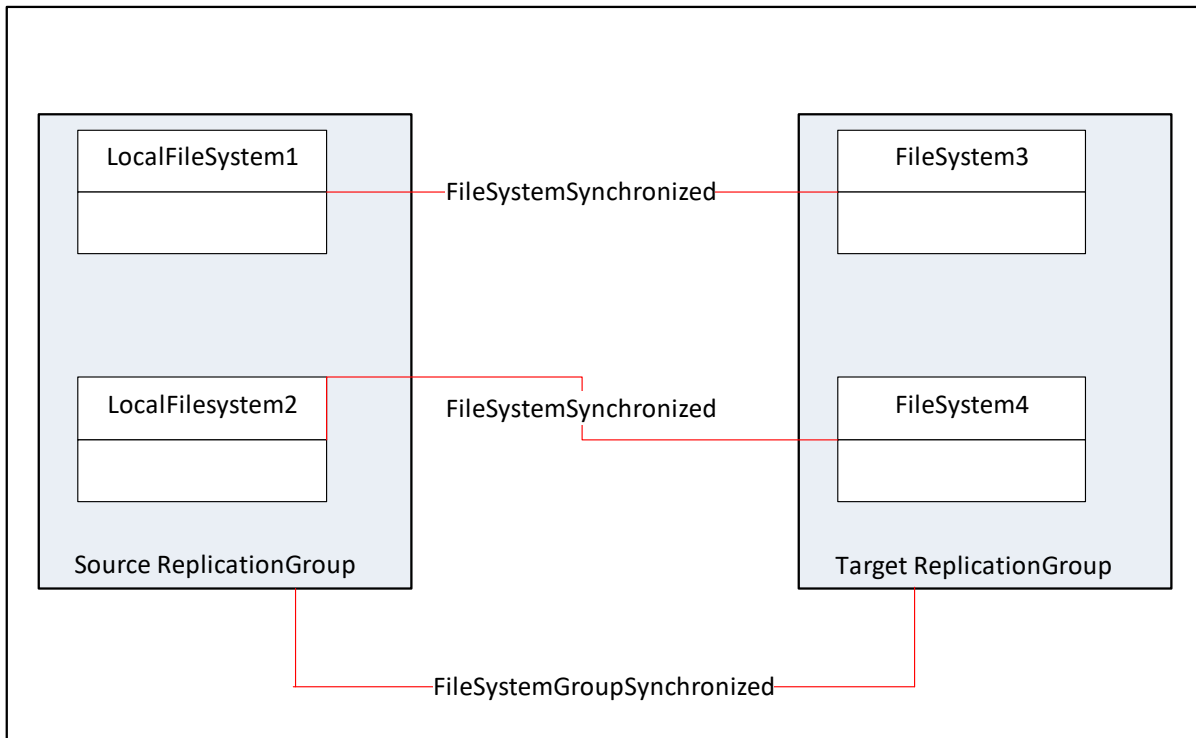 LocalFileSystem1
FileSystem3
FileSystemSynchronized
LocalFilesystem2
FileSystem4
FileSystemSynchronized
Source ReplicationGroup
Target ReplicationGroup
FileSystemGroupSynchronized